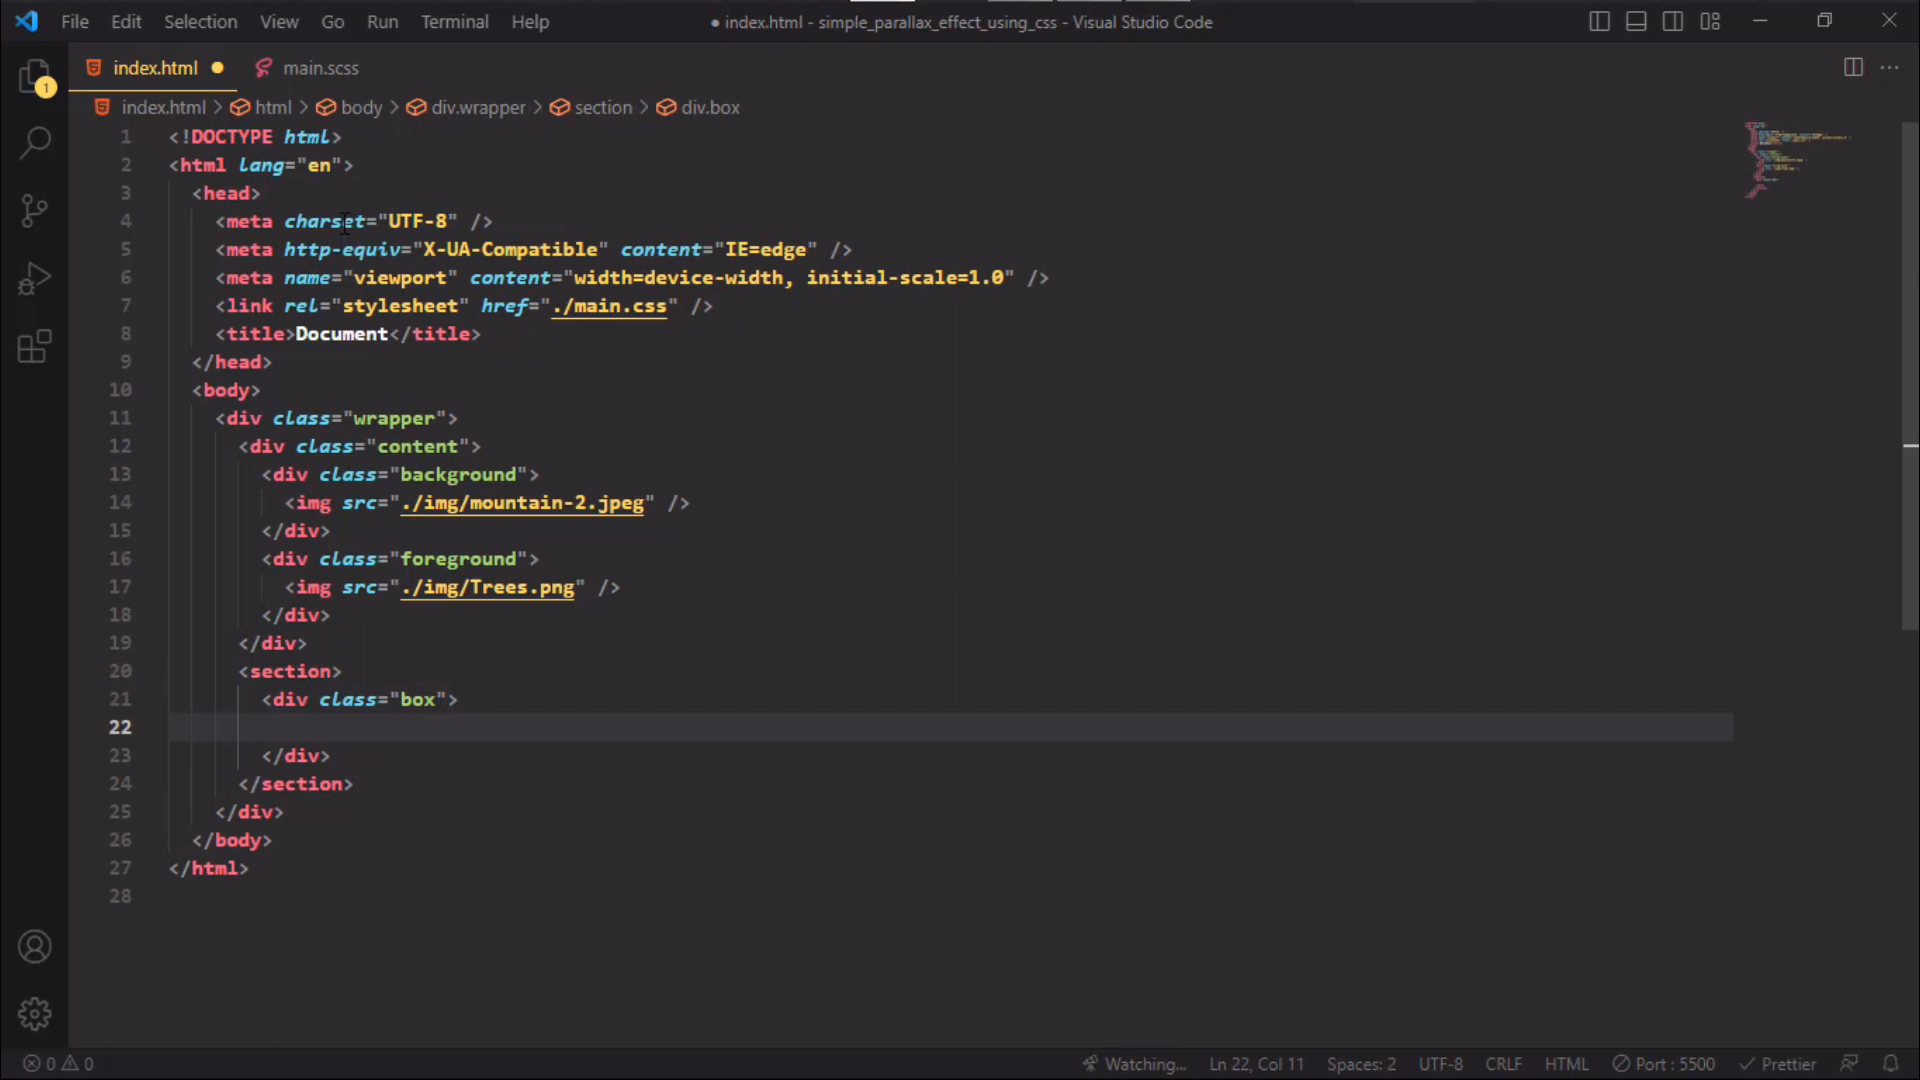 File Edit Selection View Go Run Terminal Help ● index.html - simple_parallax_effect_using_css - Visual Studio Code
index.html ● main.scss
1
index.html > html > body > div.wrapper > section > div.box
1 <!DOCTYPE html>
2 <html lang="en">
3 <head>
4 <meta charset="UTF-8" />
5 <meta http-equiv="X-UA-Compatible" content="IE=edge" />
6 <meta name="viewport" content="width=device-width, initial-scale=1.0" />
7 <link rel="stylesheet" href="./main.css" />
8 <title>Document</title>
9 </head>
10 <body>
11 <div class="wrapper">
12 <div class="content">
13 <div class="background">
14 <img src="./img/mountain-2.jpeg" />
15 </div>
16 <div class="foreground">
17 <img src="./img/Trees.png" />
18 </div>
19 </div>
20 <section>
21 <div class="box">
22
23 </div>
24 </section>
25 </div>
26 </body>
27 </html>
28
0 0 Watching... Ln 22, Col 11 Spaces: 2 UTF-8 CRLF HTML Port : 5500 Prettier